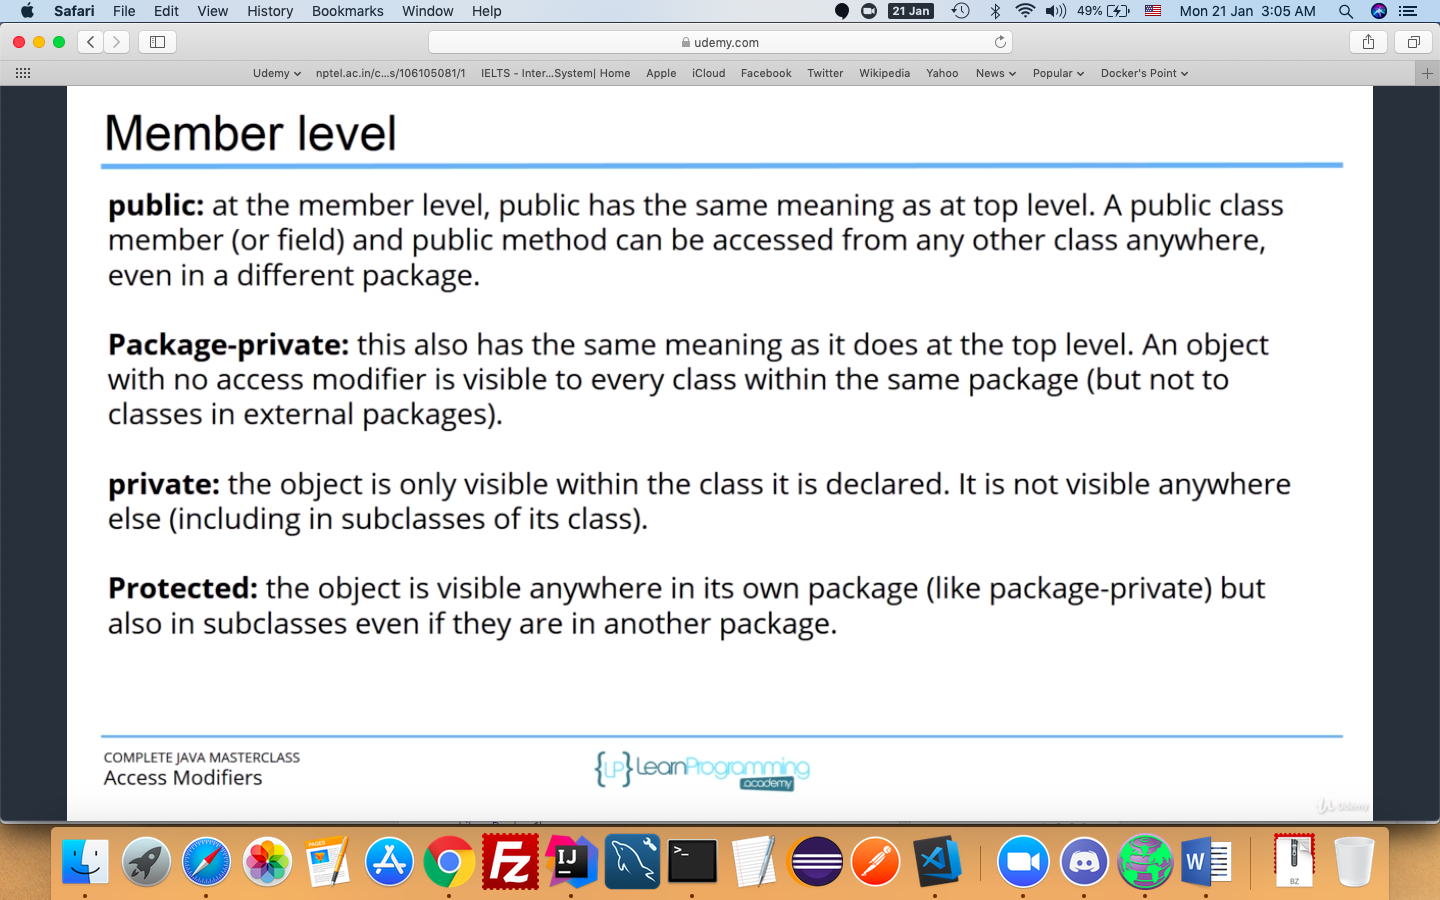 Safari File Edit View History Bookmarks Window Help 21 Jan 49% Mon 21 Jan 3:05 AM
udemy.com
Udemy nptel.ac.in/c...s/106105081/1 IELTS - Inter...System| Home Apple iCloud Facebook Twitter Wikipedia Yahoo News Popular Docker's Point
Member level
public: at the member level, public has the same meaning as at top level. A public class
member (or field) and public method can be accessed from any other class anywhere,
even in a different package.
Package-private: this also has the same meaning as it does at the top level. An object
with no access modifier is visible to every class within the same package (but not to
classes in external packages).
private: the object is only visible within the class it is declared. It is not visible anywhere
else (including in subclasses of its class).
Protected: the object is visible anywhere in its own package (like package-private) but
also in subclasses even if they are in another package.
COMPLETE JAVA MASTERCLASS
Access Modifiers
{LP} LearnProgramming
academy
Udemy
PAGES
Fz
IJ
>_
W
BZ